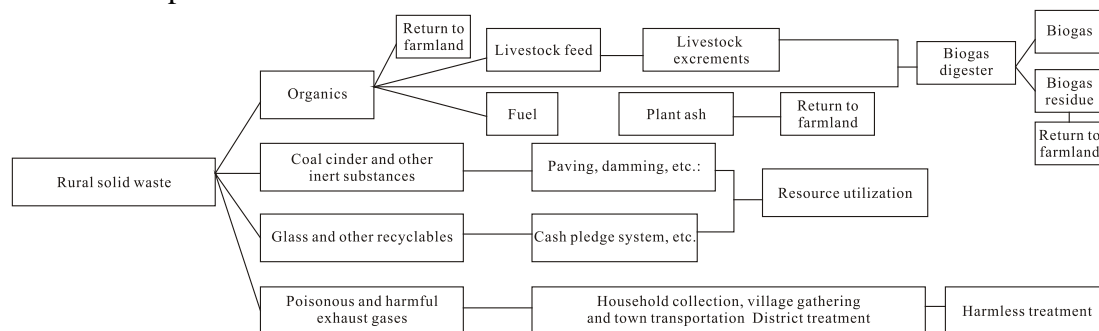 Return to
farmland
Livestock feed
Livestock
excrements
Biogas
digester
Biogas
Biogas
residue
Return to
farmland
Organics
Fuel
Plant ash
Return to
farmland
Rural solid waste
Coal cinder and other
inert substances
Paving, damming, etc.:
Resource utilization
Glass and other recyclables
Cash pledge system, etc.
Poisonous and harmful
exhaust gases
Household collection, village gathering
and town transportation District treatment
Harmless treatment